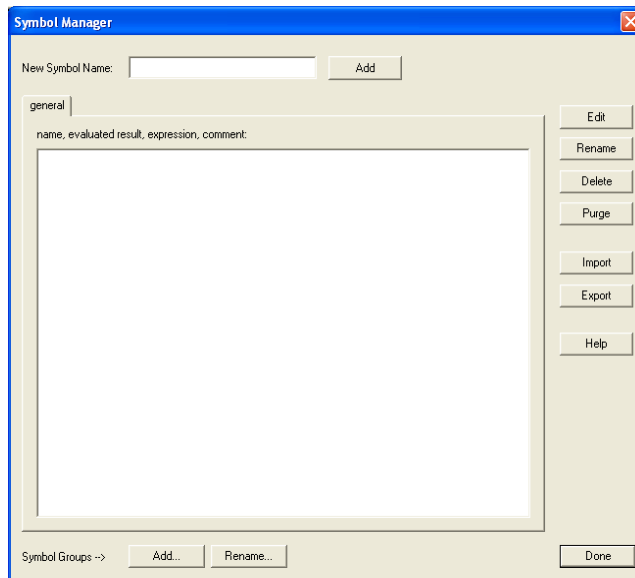 Symbol Manager
New Symbol Name:
Add
general
name, evaluated result, expression, comment:
Edit
Rename
Delete
Purge
Import
Export
Help
Symbol Groups -->
Add...
Rename...
Done